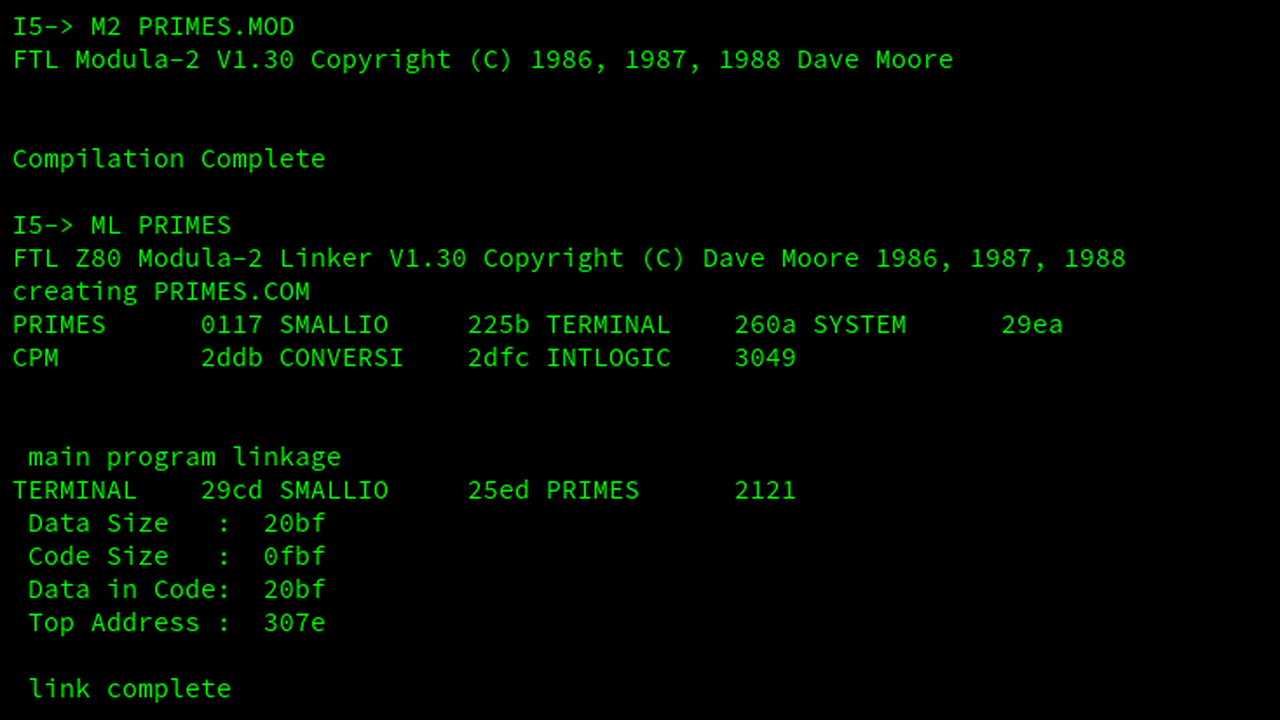 I5-> M2 PRIMES.MOD
FTL Modula-2 V1.30 Copyright (C) 1986, 1987, 1988 Dave Moore
Compilation Complete
I5-> ML PRIMES
FTL Z80 Modula-2 Linker V1.30 Copyright (C) Dave Moore 1986, 1987, 1988
creating PRIMES.COM
PRIMES      0117 SMALLIO     225b TERMINAL    260a SYSTEM      29ea
CPM         2ddb CONVERSI    2dfc INTLOGIC    3049
 main program linkage
TERMINAL    29cd SMALLIO     25ed PRIMES      2121
 Data Size   :  20bf
 Code Size   :  0fbf
 Data in Code:  20bf
 Top Address :  307e
 link complete